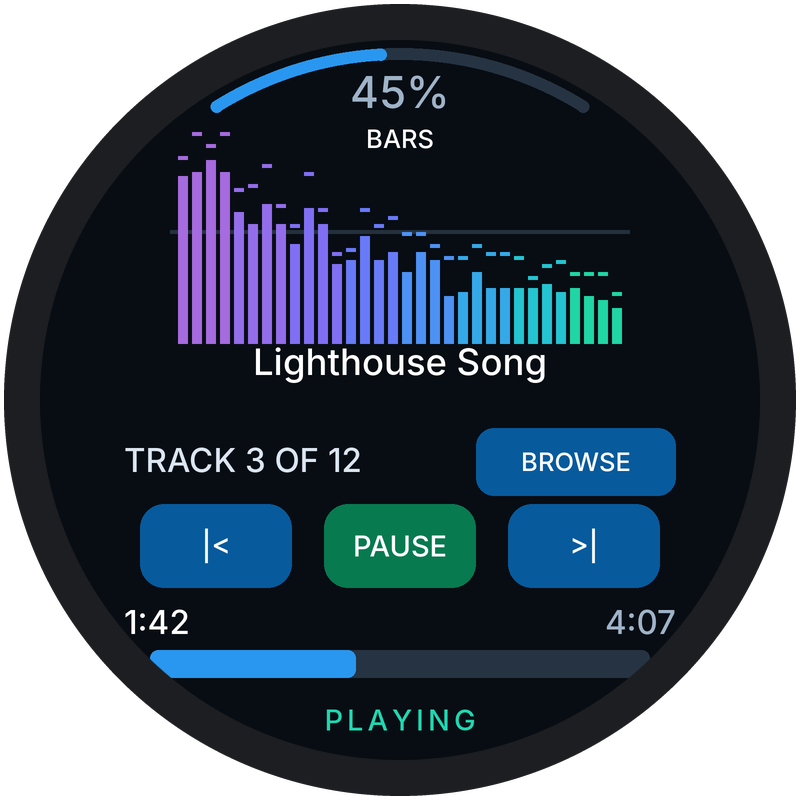 45%
BARS
Lighthouse Song
TRACK 3 OF 12
BROWSE
|<
PAUSE
>|
1:42
4:07
PLAYING